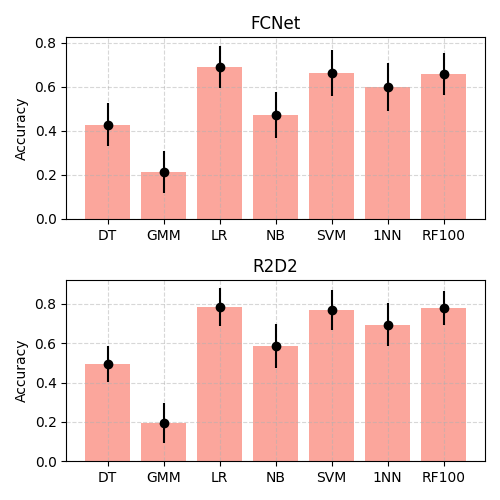 FCNet
Accuracy
0.8
0.6
0.4
0.2
0.0
DT GMM LR NB SVM 1NN RF100
R2D2
Accuracy
0.8
0.6
0.4
0.2
0.0
DT GMM LR NB SVM 1NN RF100